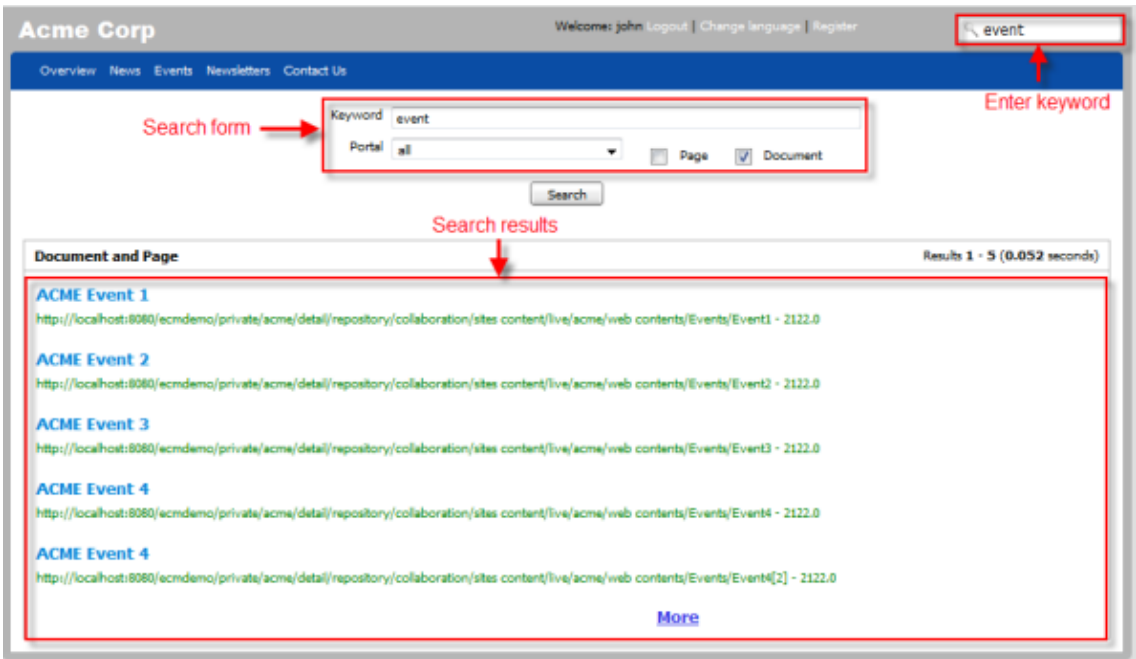 Acme Corp
Welcome: john Logout | Change language | Register
event
Overview News Events Newsletters Contact Us
Enter keyword
Search form
Keyword event
Portal all Page Document
Search
Search results
Document and Page
Results 1 - 5 (0.052 seconds)
ACME Event 1
http://localhost:8080/ecmdemo/private/acme/detail/repository/collaboration/sites content/live/acme/web contents/Events/Event1 - 2122.0
ACME Event 2
http://localhost:8080/ecmdemo/private/acme/detail/repository/collaboration/sites content/live/acme/web contents/Events/Event2 - 2122.0
ACME Event 3
http://localhost:8080/ecmdemo/private/acme/detail/repository/collaboration/sites content/live/acme/web contents/Events/Event3 - 2122.0
ACME Event 4
http://localhost:8080/ecmdemo/private/acme/detail/repository/collaboration/sites content/live/acme/web contents/Events/Event4 - 2122.0
ACME Event 4
http://localhost:8080/ecmdemo/private/acme/detail/repository/collaboration/sites content/live/acme/web contents/Events/Event4[2] - 2122.0
More